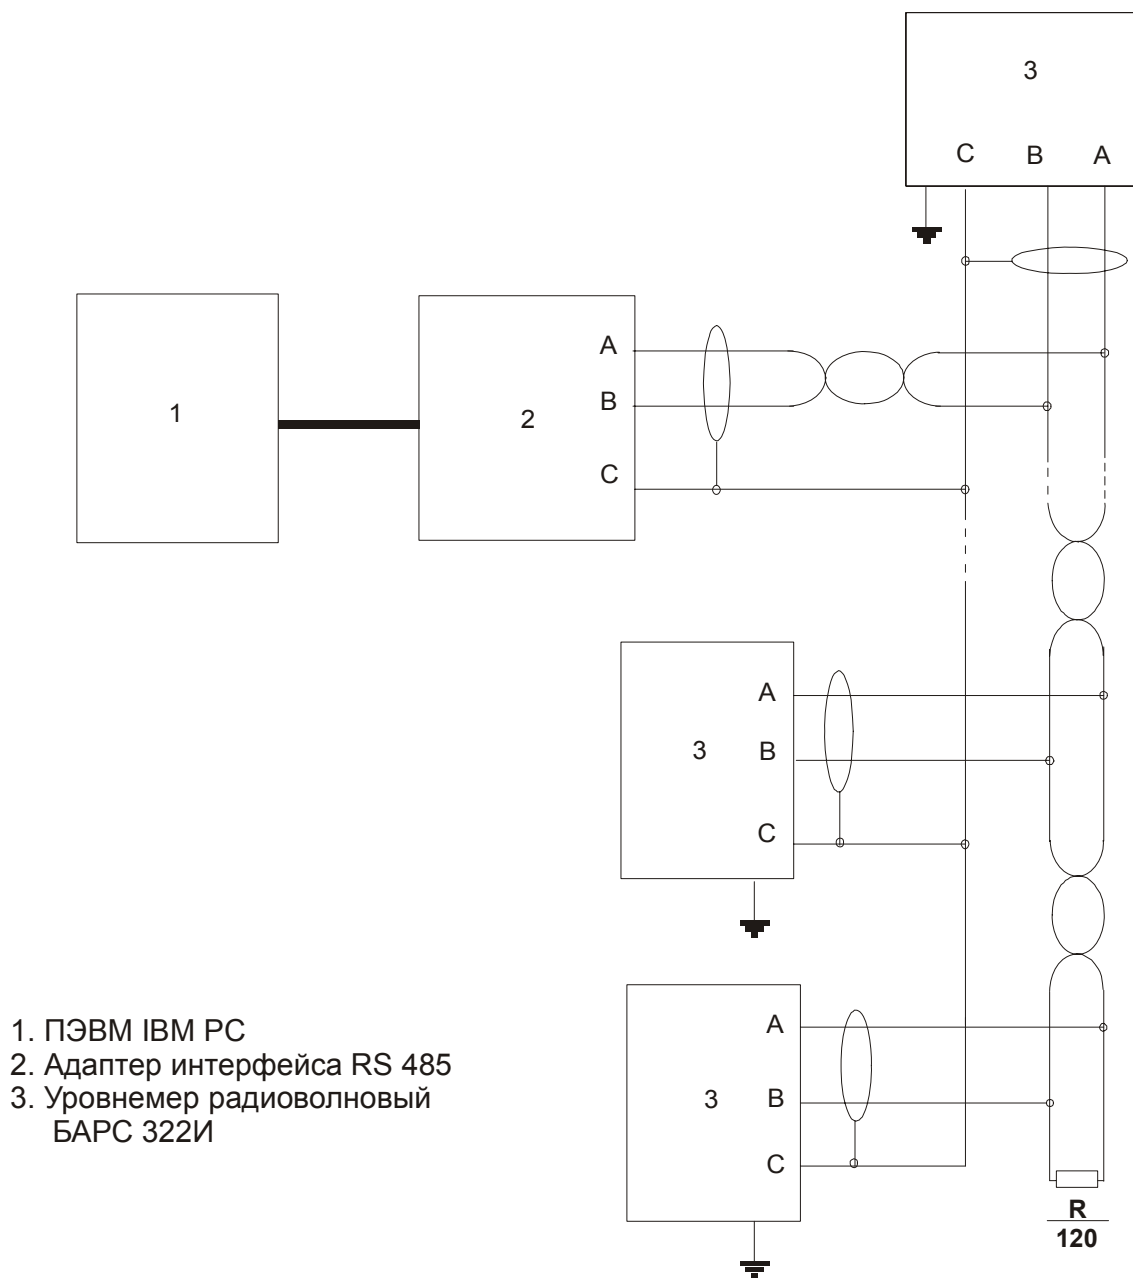 3
C B A
A
1
2
B
C
A
3
B
C
1. ПЭВМ IBM PC
2. Адаптер интерфейса RS 485
3. Уровнемер радиоволновый
БАРС 322И
A
3
B
C
R
120